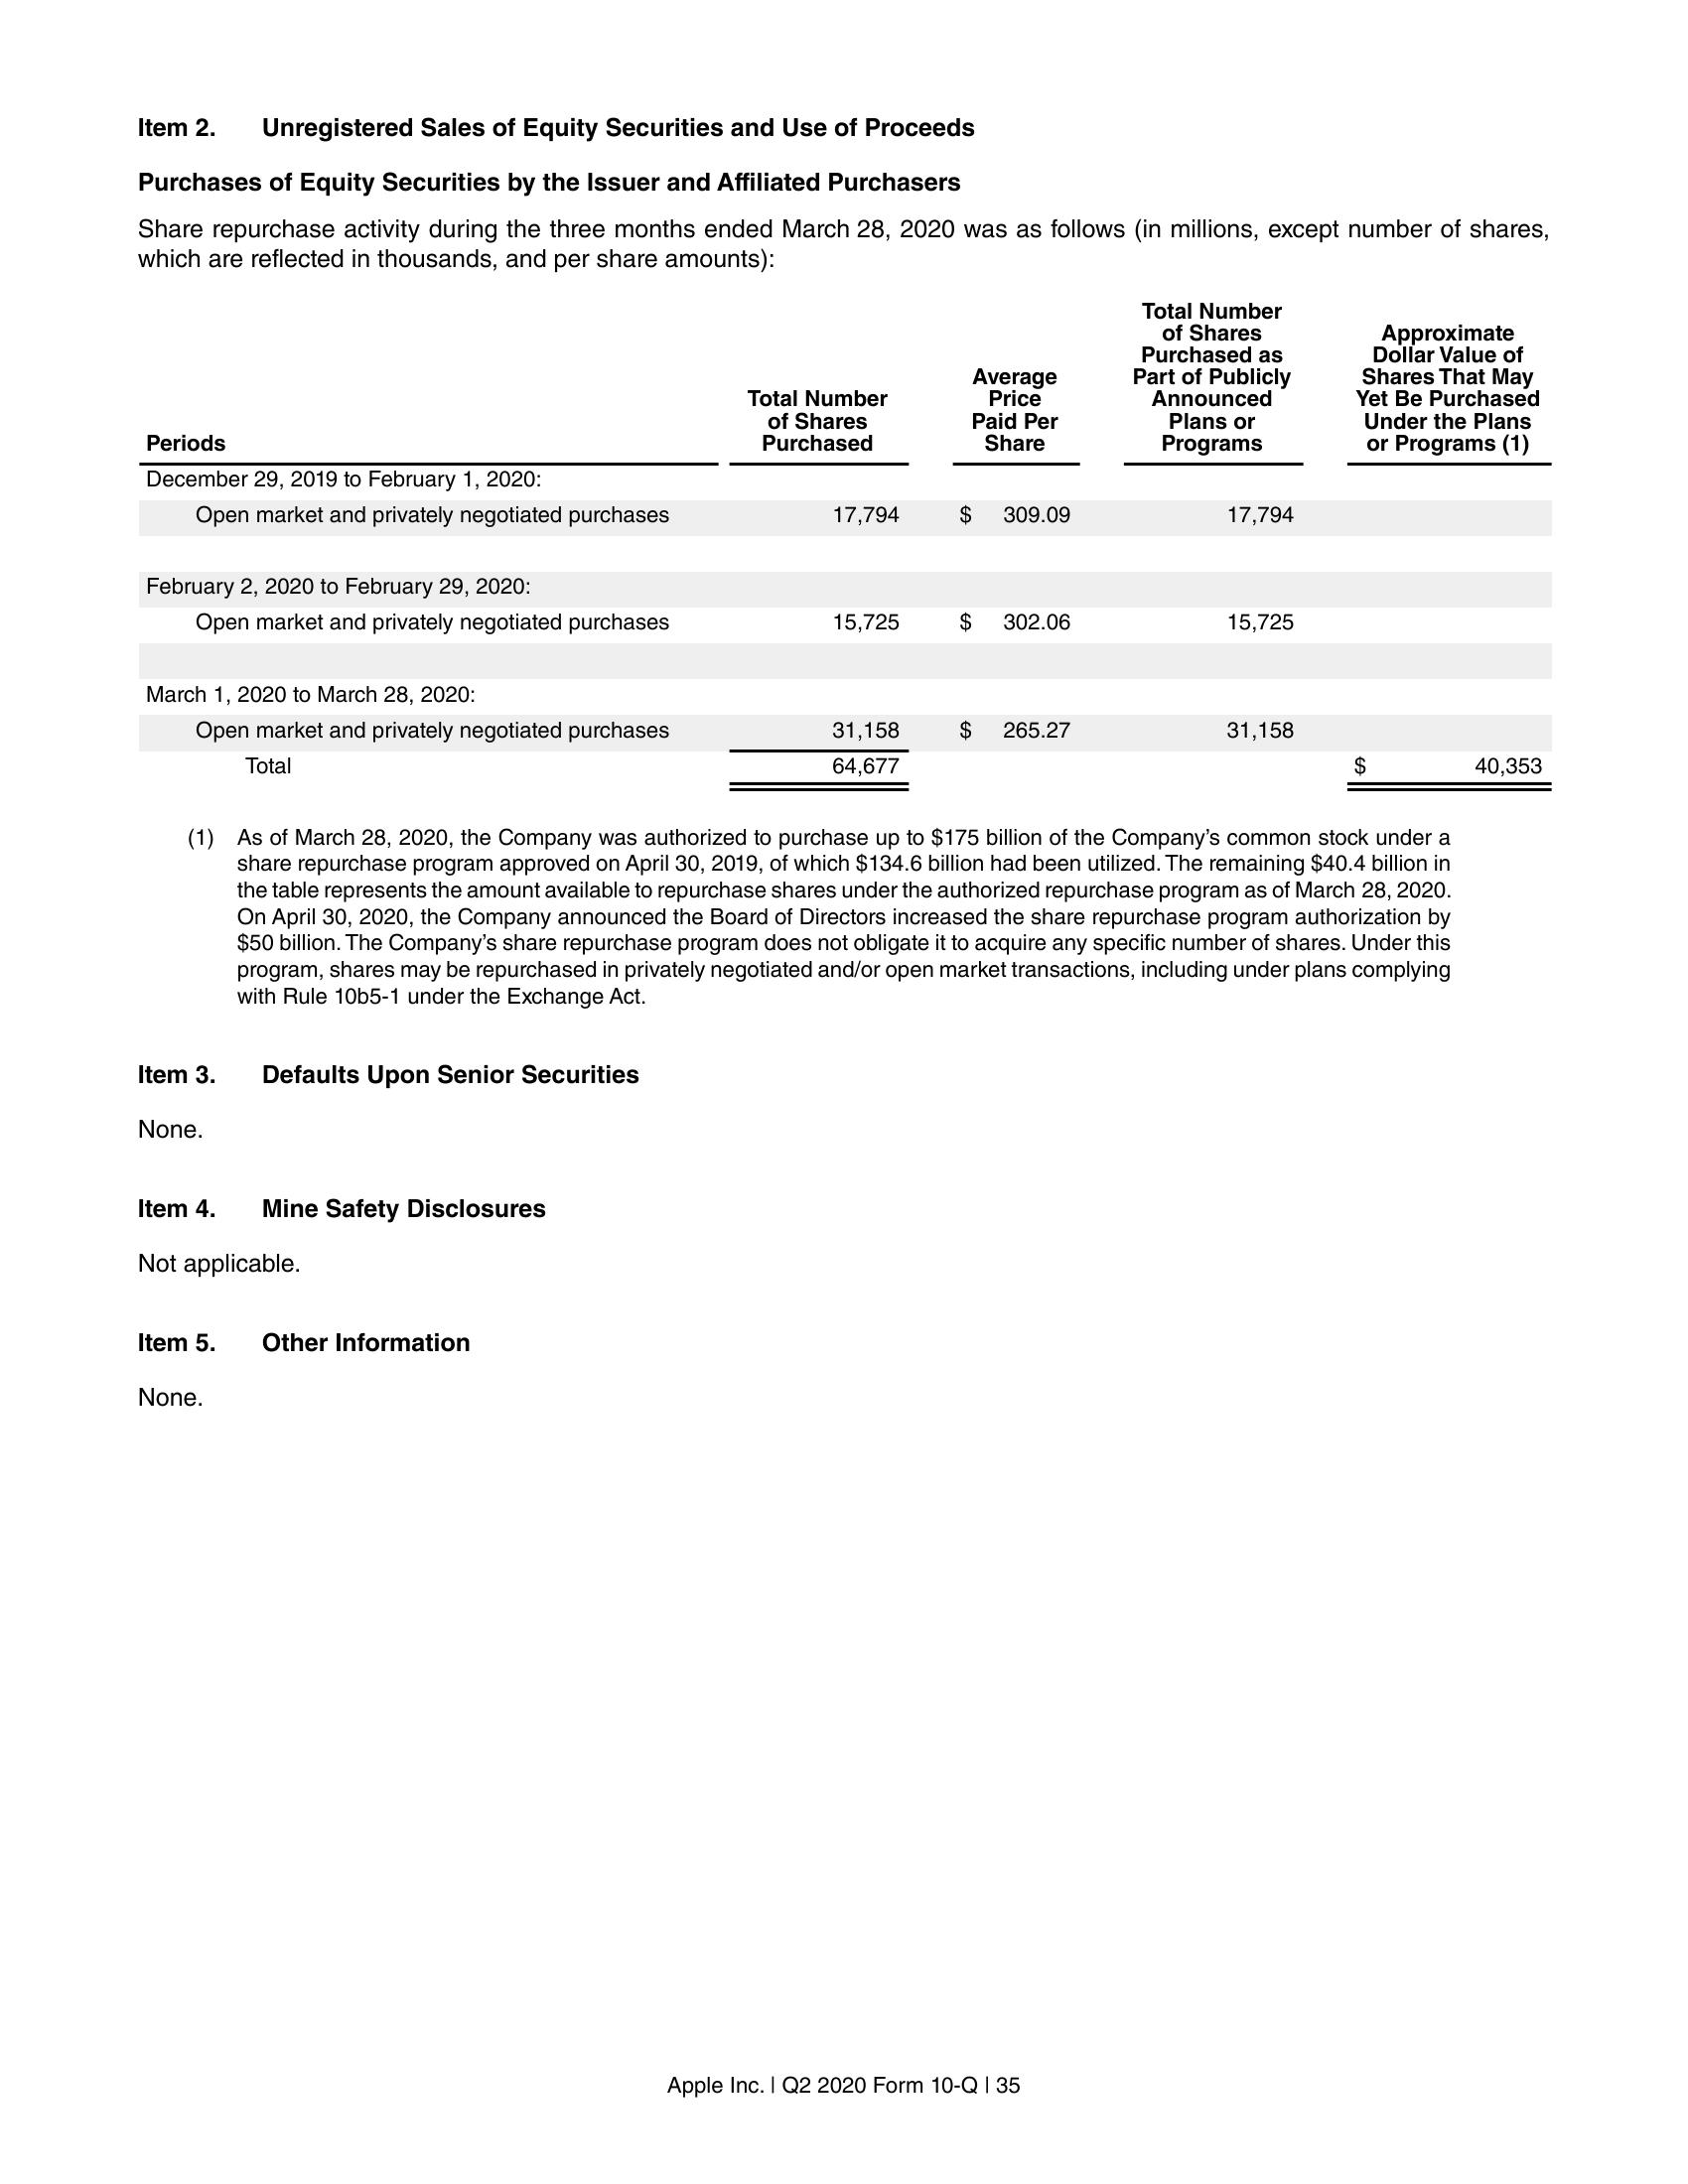 Item 2. Unregistered Sales of Equity Securities and Use of Proceeds
Purchases of Equity Securities by the Issuer and Affiliated Purchasers
Share repurchase activity during the three months ended March 28, 2020 was as follows (in millions, except number of shares,
which are reflected in thousands, and per share amounts):
Periods Total Number of Shares Purchased Average Price Paid Per Share Total Number of Shares Purchased as Part of Publicly Announced Plans or Programs Approximate Dollar Value of Shares That May Yet Be Purchased Under the Plans or Programs (1)
December 29, 2019 to February 1, 2020:
Open market and privately negotiated purchases 17,794 $ 309.09 17,794
February 2, 2020 to February 29, 2020:
Open market and privately negotiated purchases 15,725 $ 302.06 15,725
March 1, 2020 to March 28, 2020:
Open market and privately negotiated purchases 31,158 $ 265.27 31,158
Total 64,677 $ 40,353
(1) As of March 28, 2020, the Company was authorized to purchase up to $175 billion of the Company’s common stock under a
share repurchase program approved on April 30, 2019, of which $134.6 billion had been utilized. The remaining $40.4 billion in
the table represents the amount available to repurchase shares under the authorized repurchase program as of March 28, 2020.
On April 30, 2020, the Company announced the Board of Directors increased the share repurchase program authorization by
$50 billion. The Company’s share repurchase program does not obligate it to acquire any specific number of shares. Under this
program, shares may be repurchased in privately negotiated and/or open market transactions, including under plans complying
with Rule 10b5-1 under the Exchange Act.
Item 3. Defaults Upon Senior Securities
None.
Item 4. Mine Safety Disclosures
Not applicable.
Item 5. Other Information
None.
Apple Inc. | Q2 2020 Form 10-Q | 35